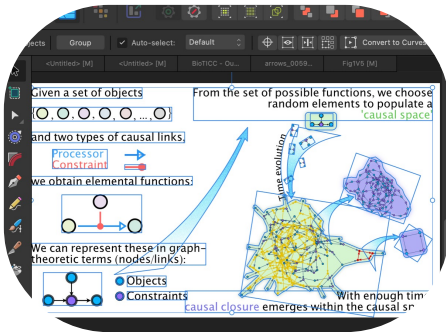 jects Group Auto-select: Default Convert to Curves
<Untitled> [M] <Untitled> [M] BioTICC - Ou... arrows_0059... Fig1VS [M]
Given a set of objects
{ , , , , , ..., }
and two types of causal links,
Processor
Constraint
we obtain elemental functions:
We can represent these in graph-
theoretic terms (nodes/links):
Objects
Constraints
From the set of possible functions, we choose
random elements to populate a
'causal space'
Time evolution
With enough tim
causal closure emerges within the causal sp